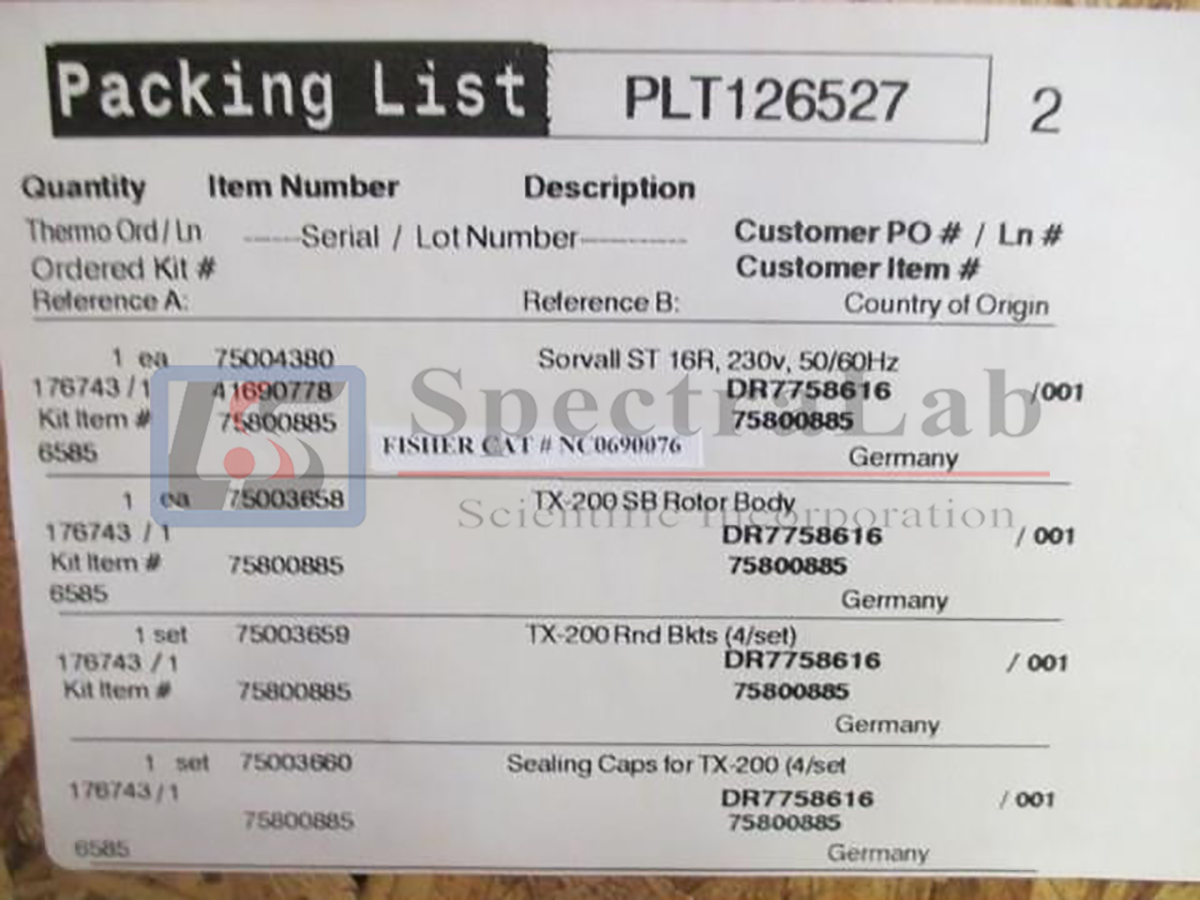 Packing List PLT126527 2
Quantity Item Number Description
Thermo Ord / Ln -----Serial / Lot Number---------- Customer PO # / Ln #
Ordered Kit # Customer Item #
Reference A: Reference B: Country of Origin
1 ea 75004380 Sorvall ST 16R, 230v, 50/60Hz
176743 / 1 41690778 DR7758616 /001
Kit Item # 75800885 75800885
6585 FISHER CAT # NC0690076 Germany
SpectraLab
Scientific Incorporation
1 ea 75003658 TX-200 SB Rotor Body
176743 / 1 DR7758616 / 001
Kit Item # 75800885 75800885
6585 Germany
1 set 75003659 TX-200 Rnd Bkts (4/set)
176743 / 1 DR7758616 / 001
Kit Item # 75800885 75800885
Germany
1 set 75003660 Sealing Caps for TX-200 (4/set
176743 / 1 DR7758616 / 001
75800885 75800885
6585 Germany